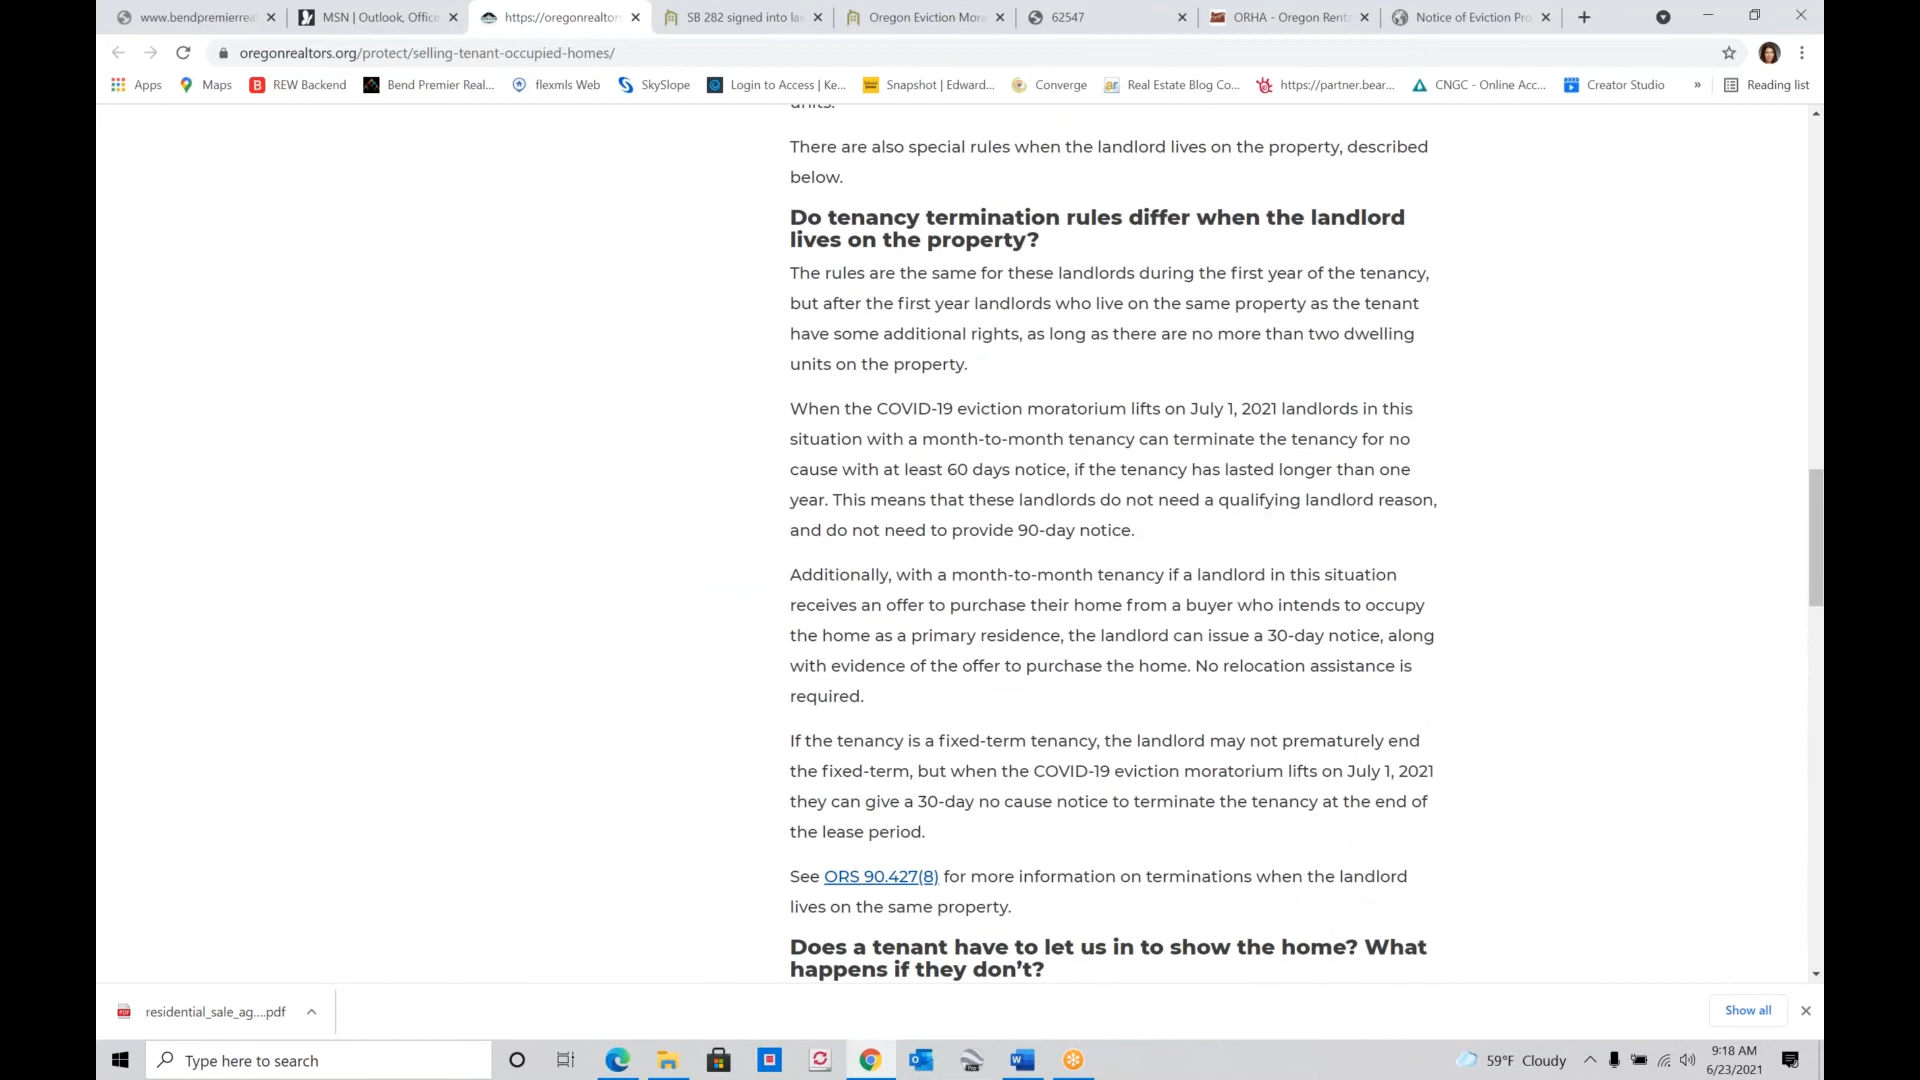 www.bendpremierreal
MSN | Outlook, Office
https://oregonrealtors
SB 282 signed into law
Oregon Eviction Mora
62547
ORHA - Oregon Renta
Notice of Eviction Pro
oregonrealtors.org/protect/selling-tenant-occupied-homes/
Apps
Maps
REW Backend
Bend Premier Real...
flexmls Web
SkySlope
Login to Access | Ke...
Snapshot | Edward...
Converge
Real Estate Blog Co...
https://partner.bear...
CNGC - Online Acc...
Creator Studio
»
Reading list
units.
There are also special rules when the landlord lives on the property, described
below.
Do tenancy termination rules differ when the landlord
lives on the property?
The rules are the same for these landlords during the first year of the tenancy,
but after the first year landlords who live on the same property as the tenant
have some additional rights, as long as there are no more than two dwelling
units on the property.
When the COVID-19 eviction moratorium lifts on July 1, 2021 landlords in this
situation with a month-to-month tenancy can terminate the tenancy for no
cause with at least 60 days notice, if the tenancy has lasted longer than one
year. This means that these landlords do not need a qualifying landlord reason,
and do not need to provide 90-day notice.
Additionally, with a month-to-month tenancy if a landlord in this situation
receives an offer to purchase their home from a buyer who intends to occupy
the home as a primary residence, the landlord can issue a 30-day notice, along
with evidence of the offer to purchase the home. No relocation assistance is
required.
If the tenancy is a fixed-term tenancy, the landlord may not prematurely end
the fixed-term, but when the COVID-19 eviction moratorium lifts on July 1, 2021
they can give a 30-day no cause notice to terminate the tenancy at the end of
the lease period.
See ORS 90.427(8) for more information on terminations when the landlord
lives on the same property.
Does a tenant have to let us in to show the home? What
happens if they don't?
residential_sale_ag....pdf
Show all
Type here to search
59°F Cloudy
9:18 AM
6/23/2021